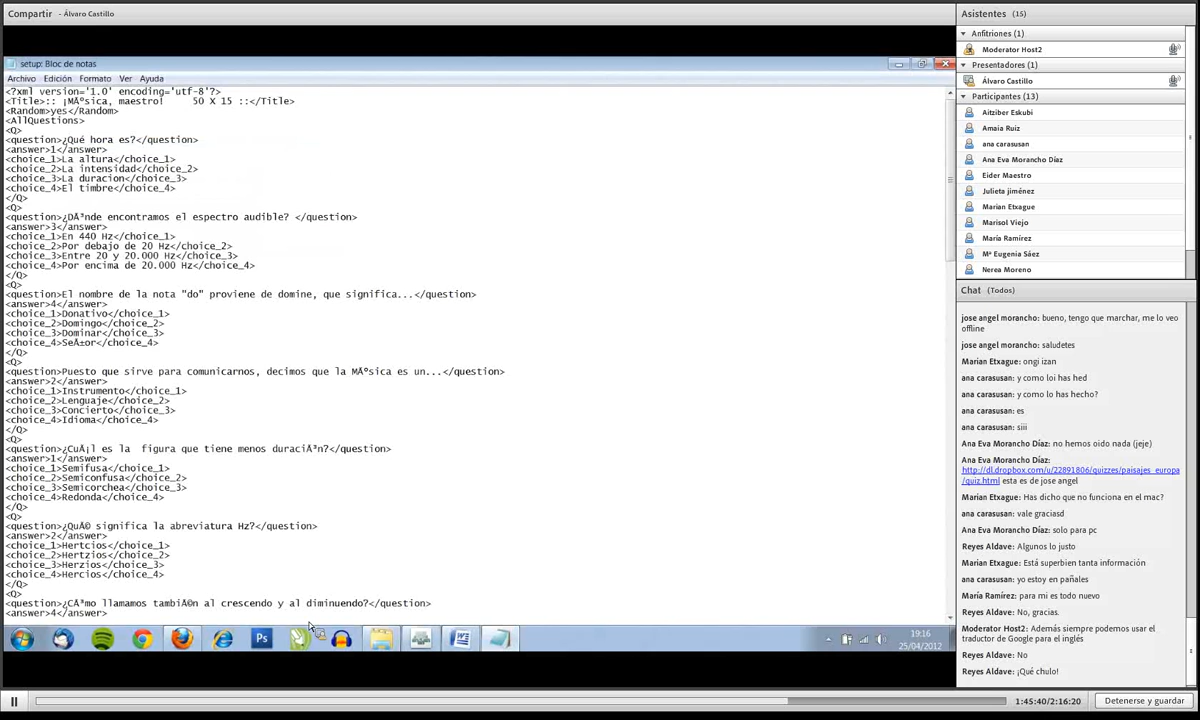 Compartir - Álvaro Castillo
setup: Bloc de notas
Archivo Edición Formato Ver Ayuda
<?xml version='1.0' encoding='utf-8'?>
<Title>:: ¡MÃºsica, maestro! 50 X 15 ::</Title>
<Random>yes</Random>
<AllQuestions>
<Q>
<question>¿Qué hora es?</question>
<answer>1</answer>
<choice_1>La altura</choice_1>
<choice_2>La intensidad</choice_2>
<choice_3>La duracion</choice_3>
<choice_4>El timbre</choice_4>
</Q>
<Q>
<question>¿DÃ³nde encontramos el espectro audible? </question>
<answer>3</answer>
<choice_1>En 440 Hz</choice_1>
<choice_2>Por debajo de 20 Hz</choice_2>
<choice_3>Entre 20 y 20.000 Hz</choice_3>
<choice_4>Por encima de 20.000 Hz</choice_4>
</Q>
<Q>
<question>El nombre de la nota "do" proviene de domine, que significa...</question>
<answer>4</answer>
<choice_1>Donativo</choice_1>
<choice_2>Domingo</choice_2>
<choice_3>Dominar</choice_3>
<choice_4>SeÃ±or</choice_4>
</Q>
<Q>
<question>Puesto que sirve para comunicarnos, decimos que la MÃºsica es un...</question>
<answer>2</answer>
<choice_1>Instrumento</choice_1>
<choice_2>Lenguaje</choice_2>
<choice_3>Concierto</choice_3>
<choice_4>Idioma</choice_4>
</Q>
<Q>
<question>¿CuÃ¡l es la figura que tiene menos duraciÃ³n?</question>
<answer>1</answer>
<choice_1>Semifusa</choice_1>
<choice_2>Semiconfusa</choice_2>
<choice_3>Semicorchea</choice_3>
<choice_4>Redonda</choice_4>
</Q>
<Q>
<question>¿QuÃ© significa la abreviatura Hz?</question>
<answer>2</answer>
<choice_1>Hertcios</choice_1>
<choice_2>Hertzios</choice_2>
<choice_3>Herzios</choice_3>
<choice_4>Hercios</choice_4>
</Q>
<Q>
<question>¿CÃ³mo llamamos tambiÃ©n al crescendo y al diminuendo?</question>
<answer>4</answer>
Ps
19:16
25/04/2012
Asistentes (15)
Anfitriones (1)
Moderator Host2
Presentadores (1)
Álvaro Castillo
Participantes (13)
Aitziber Eskubi
Amaia Ruiz
ana carasusan
Ana Eva Morancho Díaz
Eider Maestro
Julieta jiménez
Marian Etxague
Marisol Viejo
María Ramírez
Mª Eugenia Sáez
Nerea Moreno
Chat (Todos)
jose angel morancho: bueno, tengo que marchar, me lo veo
offline
jose angel morancho: saludetes
Marian Etxague: ongi izan
ana carasusan: y como loi has hed
ana carasusan: y como lo has hecho?
ana carasusan: es
ana carasusan: siii
Ana Eva Morancho Díaz: no hemos oido nada (jeje)
Ana Eva Morancho Díaz:
http://dl.dropbox.com/u/22891806/quizzes/paisajes_europa
/quiz.html esta es de jose angel
Marian Etxague: Has dicho que no funciona en el mac?
ana carasusan: vale graciasd
Ana Eva Morancho Díaz: solo para pc
Reyes Aldave: Algunos lo justo
Marian Etxague: Está superbien tanta información
ana carasusan: yo estoy en pañales
María Ramírez: para mi es todo nuevo
Reyes Aldave: No, gracias.
Moderator Host2: Además siempre podemos usar el
traductor de Google para el inglés
Reyes Aldave: No
Reyes Aldave: ¡Qué chulo!
1:45:40/2:16:20
Detenerse y guardar